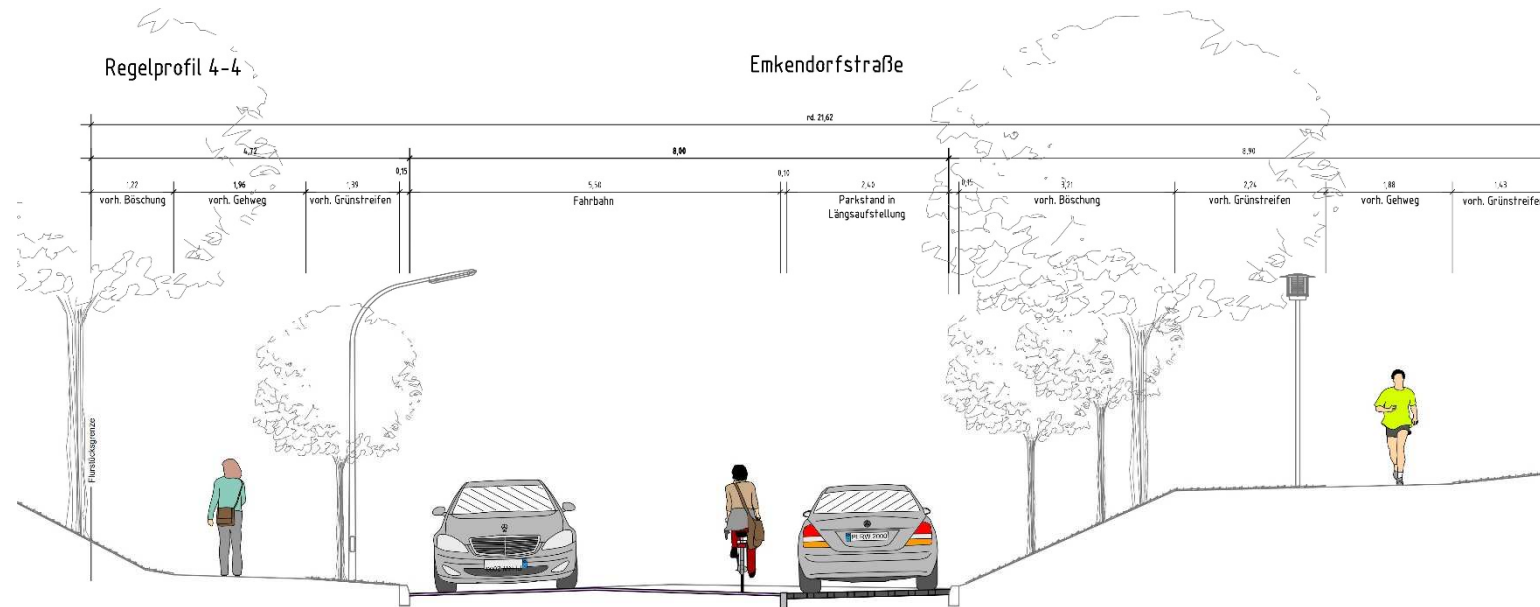 Regelprofil 4-4
Emkendorfstraße
rd. 21,62
4,72
8,00
8,90
1,22
1,96
1,39
0,15
5,50
0,10
2,40
0,15
3,21
2,24
1,88
1,43
vorh. Böschung
vorh. Gehweg
vorh. Grünstreifen
Fahrbahn
Parkstand in
Längsaufstellung
vorh. Böschung
vorh. Grünstreifen
vorh. Gehweg
vorh. Grünstreifen
Flurstücksgrenze